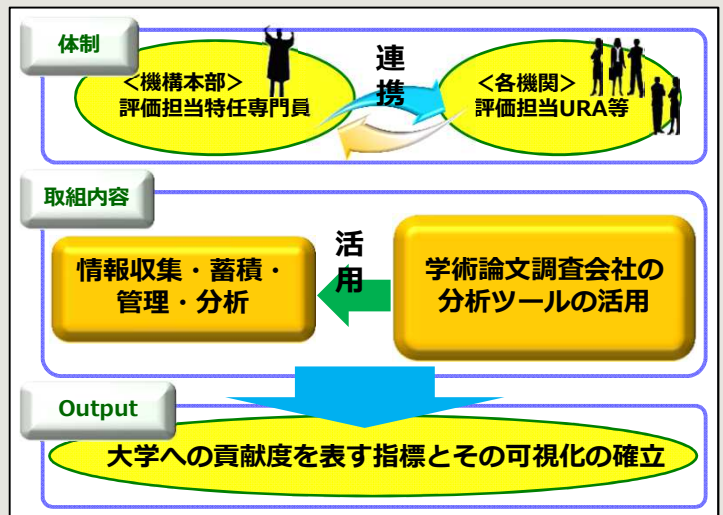 体制
＜機構本部＞
評価担当特任専門員
連
携
＜各機関＞
評価担当URA等
取組内容
情報収集・蓄積・
管理・分析
活
用
学術論文調査会社の
分析ツールの活用
Output
大学への貢献度を表す指標とその可視化の確立